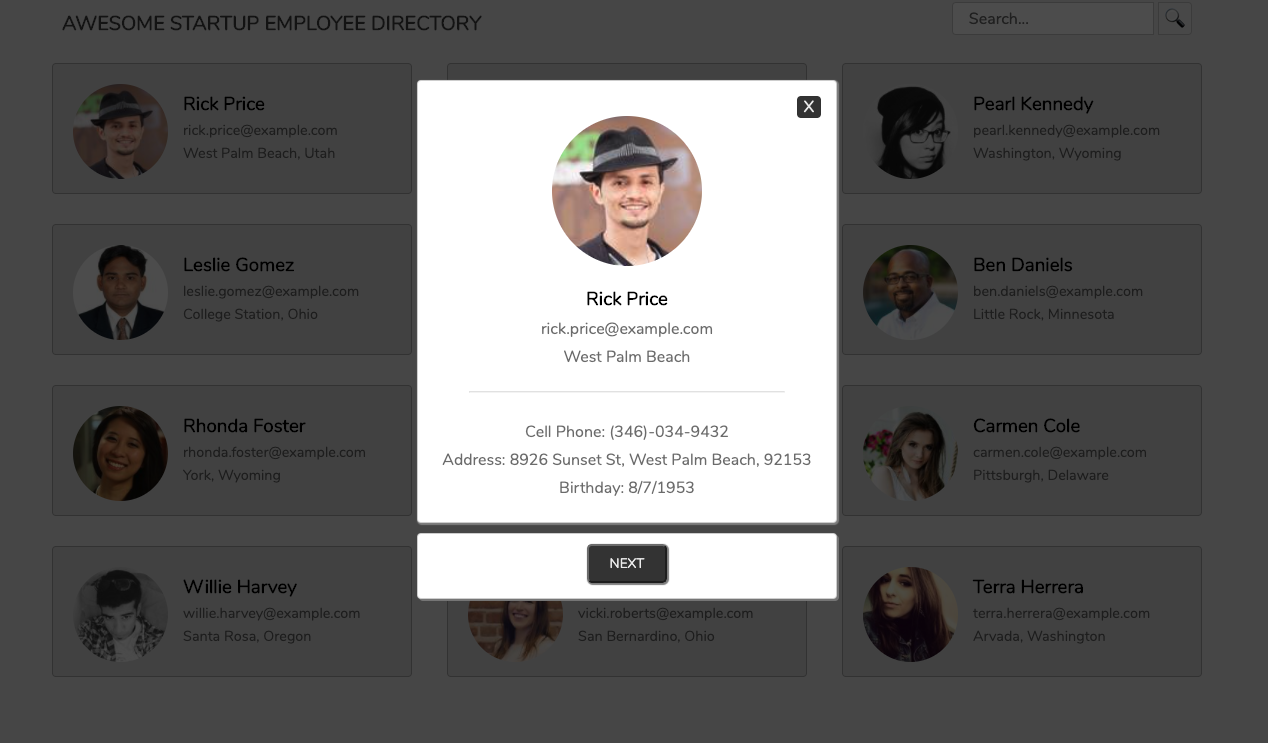 AWESOME STARTUP EMPLOYEE DIRECTORY
Search...
X
Rick Price
rick.price@example.com
West Palm Beach, Utah
Pearl Kennedy
pearl.kennedy@example.com
Washington, Wyoming
Leslie Gomez
leslie.gomez@example.com
College Station, Ohio
Ben Daniels
ben.daniels@example.com
Little Rock, Minnesota
Rick Price
rick.price@example.com
West Palm Beach
Cell Phone: (346)-034-9432
Address: 8926 Sunset St, West Palm Beach, 92153
Birthday: 8/7/1953
Rhonda Foster
rhonda.foster@example.com
York, Wyoming
Carmen Cole
carmen.cole@example.com
Pittsburgh, Delaware
NEXT
Willie Harvey
willie.harvey@example.com
Santa Rosa, Oregon
vicki.roberts@example.com
San Bernardino, Ohio
Terra Herrera
terra.herrera@example.com
Arvada, Washington